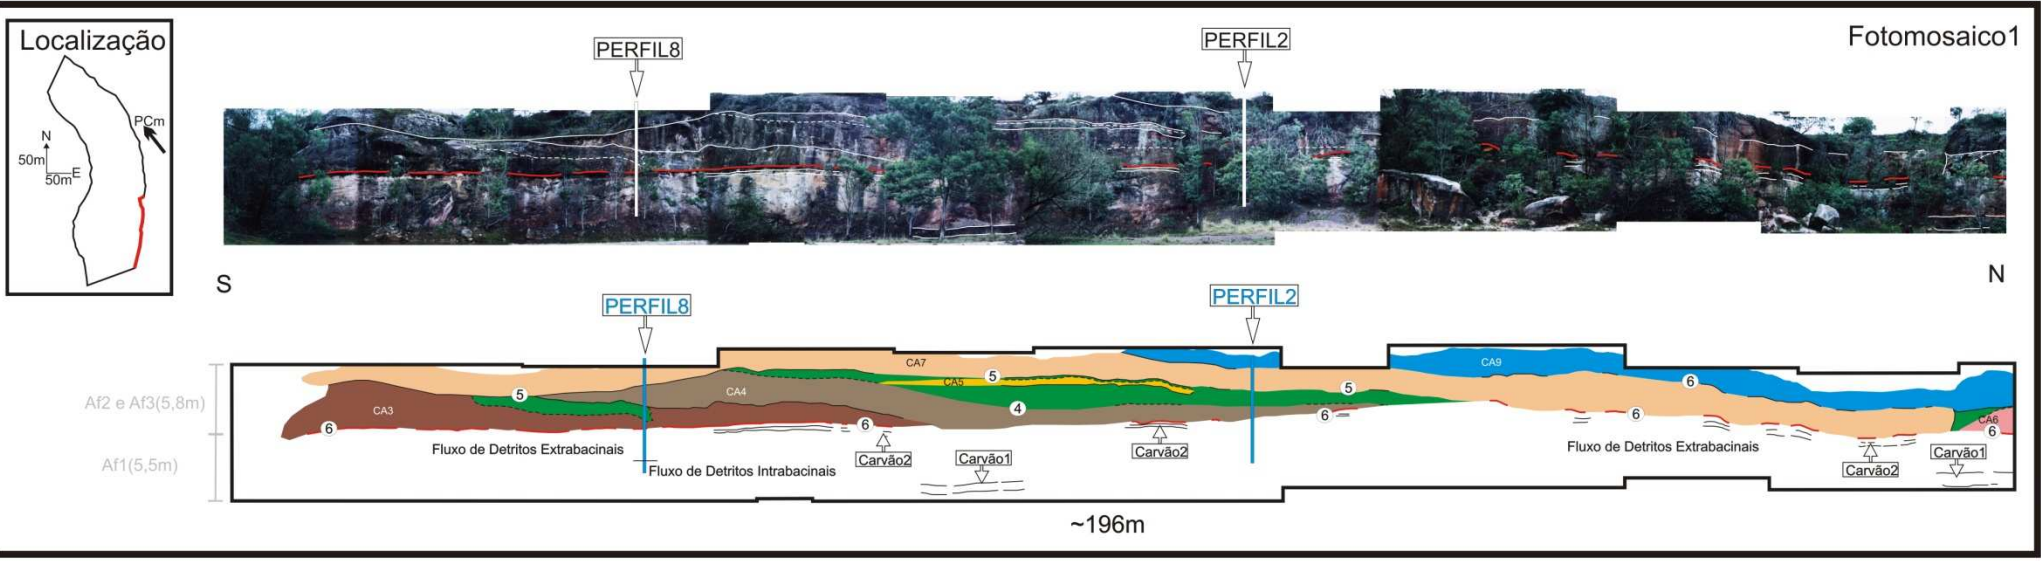 Localização
PCm
N
50m
50m E
Fotomosaico1
PERFIL8
PERFIL2
S
N
PERFIL8
PERFIL2
Af2 e Af3(5,8m)
Af1(5,5m)
CA7
CA9
CA5
5
6
CA4
5
5
CA3
4
6
6
6
6
CA6
6
Fluxo de Detritos Extrabacinais
Fluxo de Detritos Intrabacinais
Carvão2
Carvão1
Carvão2
Fluxo de Detritos Extrabacinais
Carvão2
Carvão1
~196m